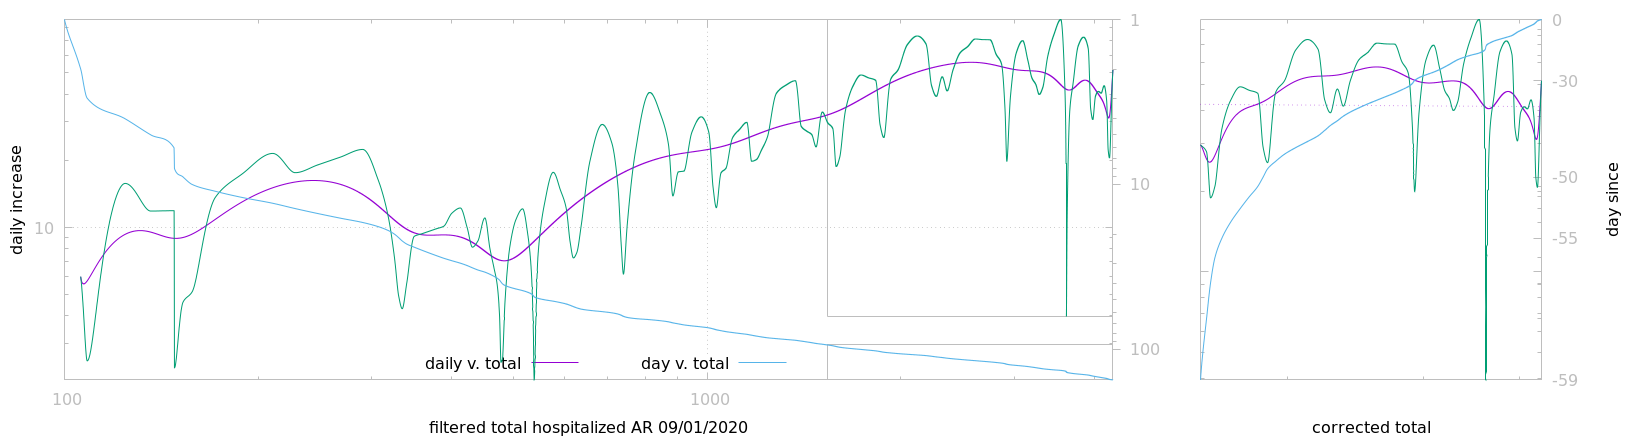 1
0
-30
10
-50
daily increase
10
-55
day since
daily v. total
day v. total
100
-59
100
1000
filtered total hospitalized AR 09/01/2020
corrected total